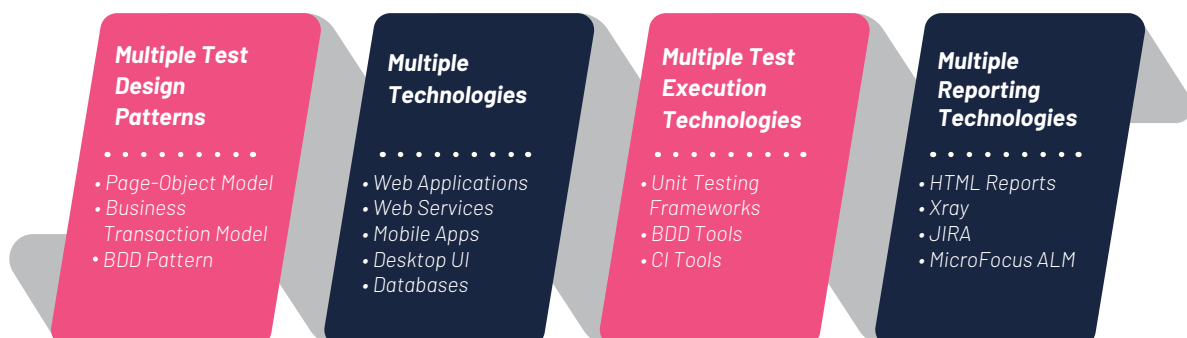 Multiple Test
Design
Patterns
• Page-Object Model
• Business
Transaction Model
• BDD Pattern
Multiple
Technologies
• Web Applications
• Web Services
• Mobile Apps
• Desktop UI
• Databases
Multiple Test
Execution
Technologies
• Unit Testing
Frameworks
• BDD Tools
• CI Tools
Multiple
Reporting
Technologies
• HTML Reports
• Xray
• JIRA
• MicroFocus ALM